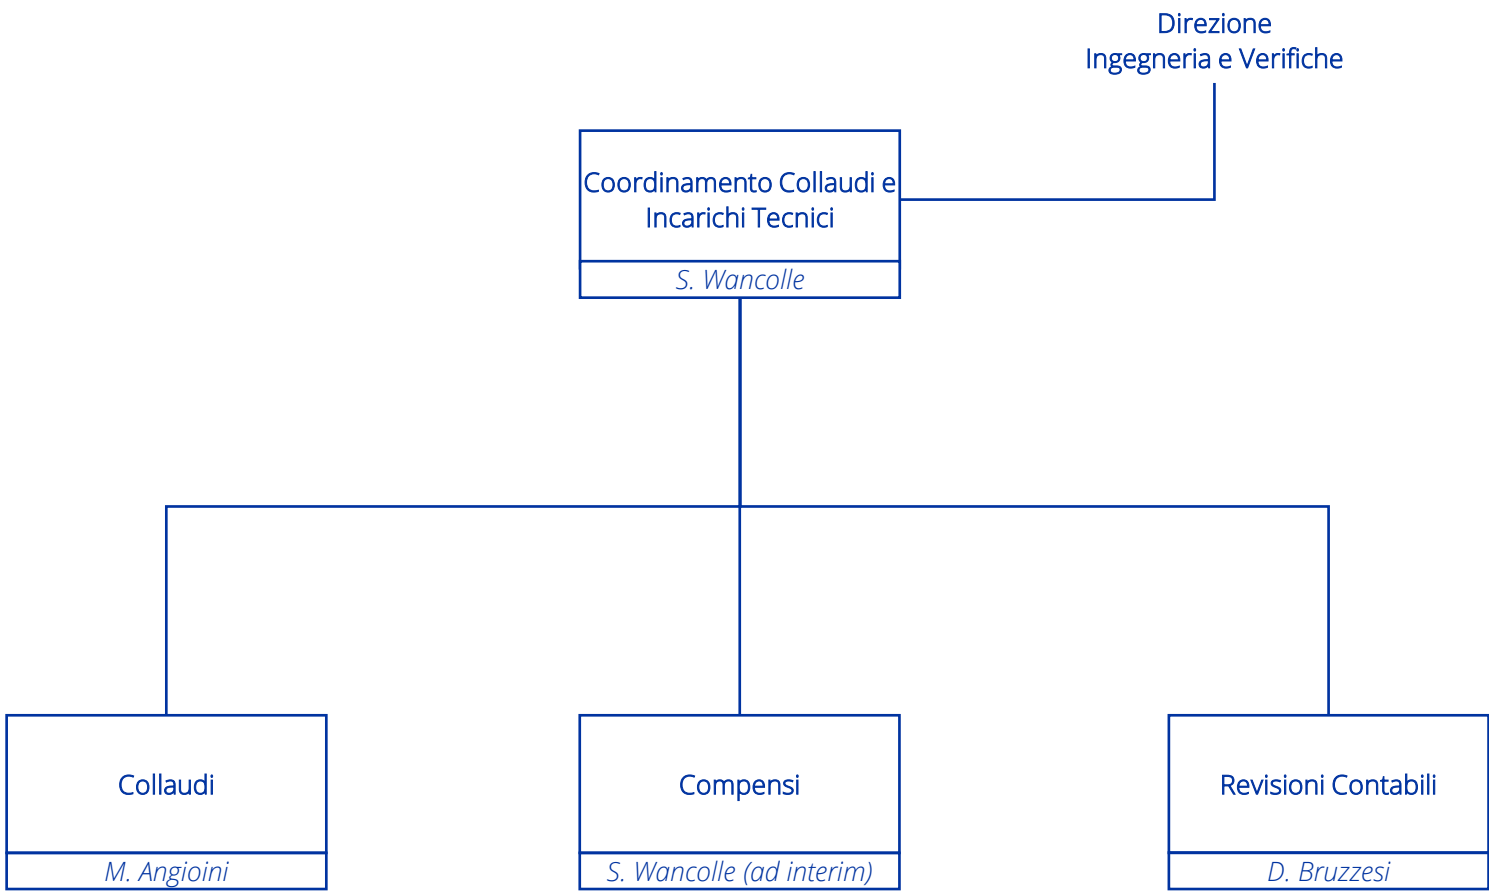 Direzione
Ingegneria e Verifiche
Coordinamento Collaudi e
Incarichi Tecnici
S. Wancolle
Collaudi
M. Angioini
Compensi
S. Wancolle (ad interim)
Revisioni Contabili
D. Bruzzesi